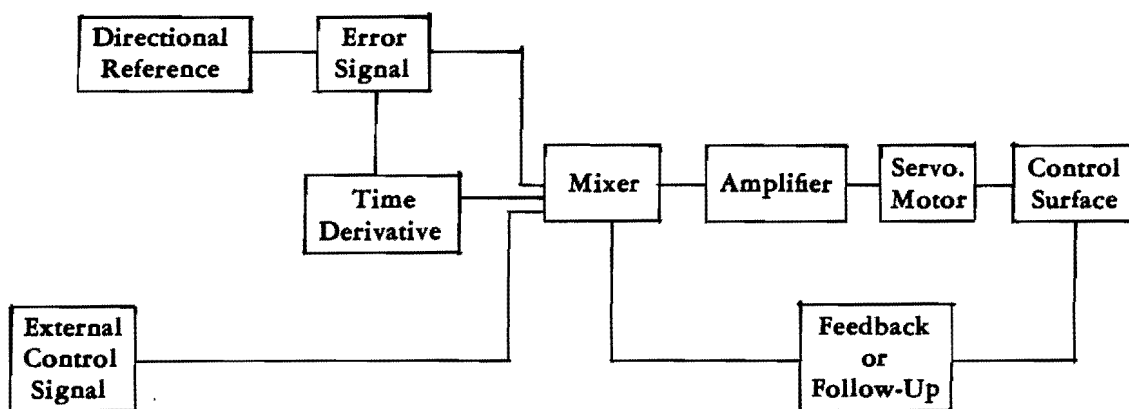 Directional
Reference
Error
Signal
Time
Derivative
Mixer
Amplifier
Servo.
Motor
Control
Surface
External
Control
Signal
Feedback
or
Follow-Up